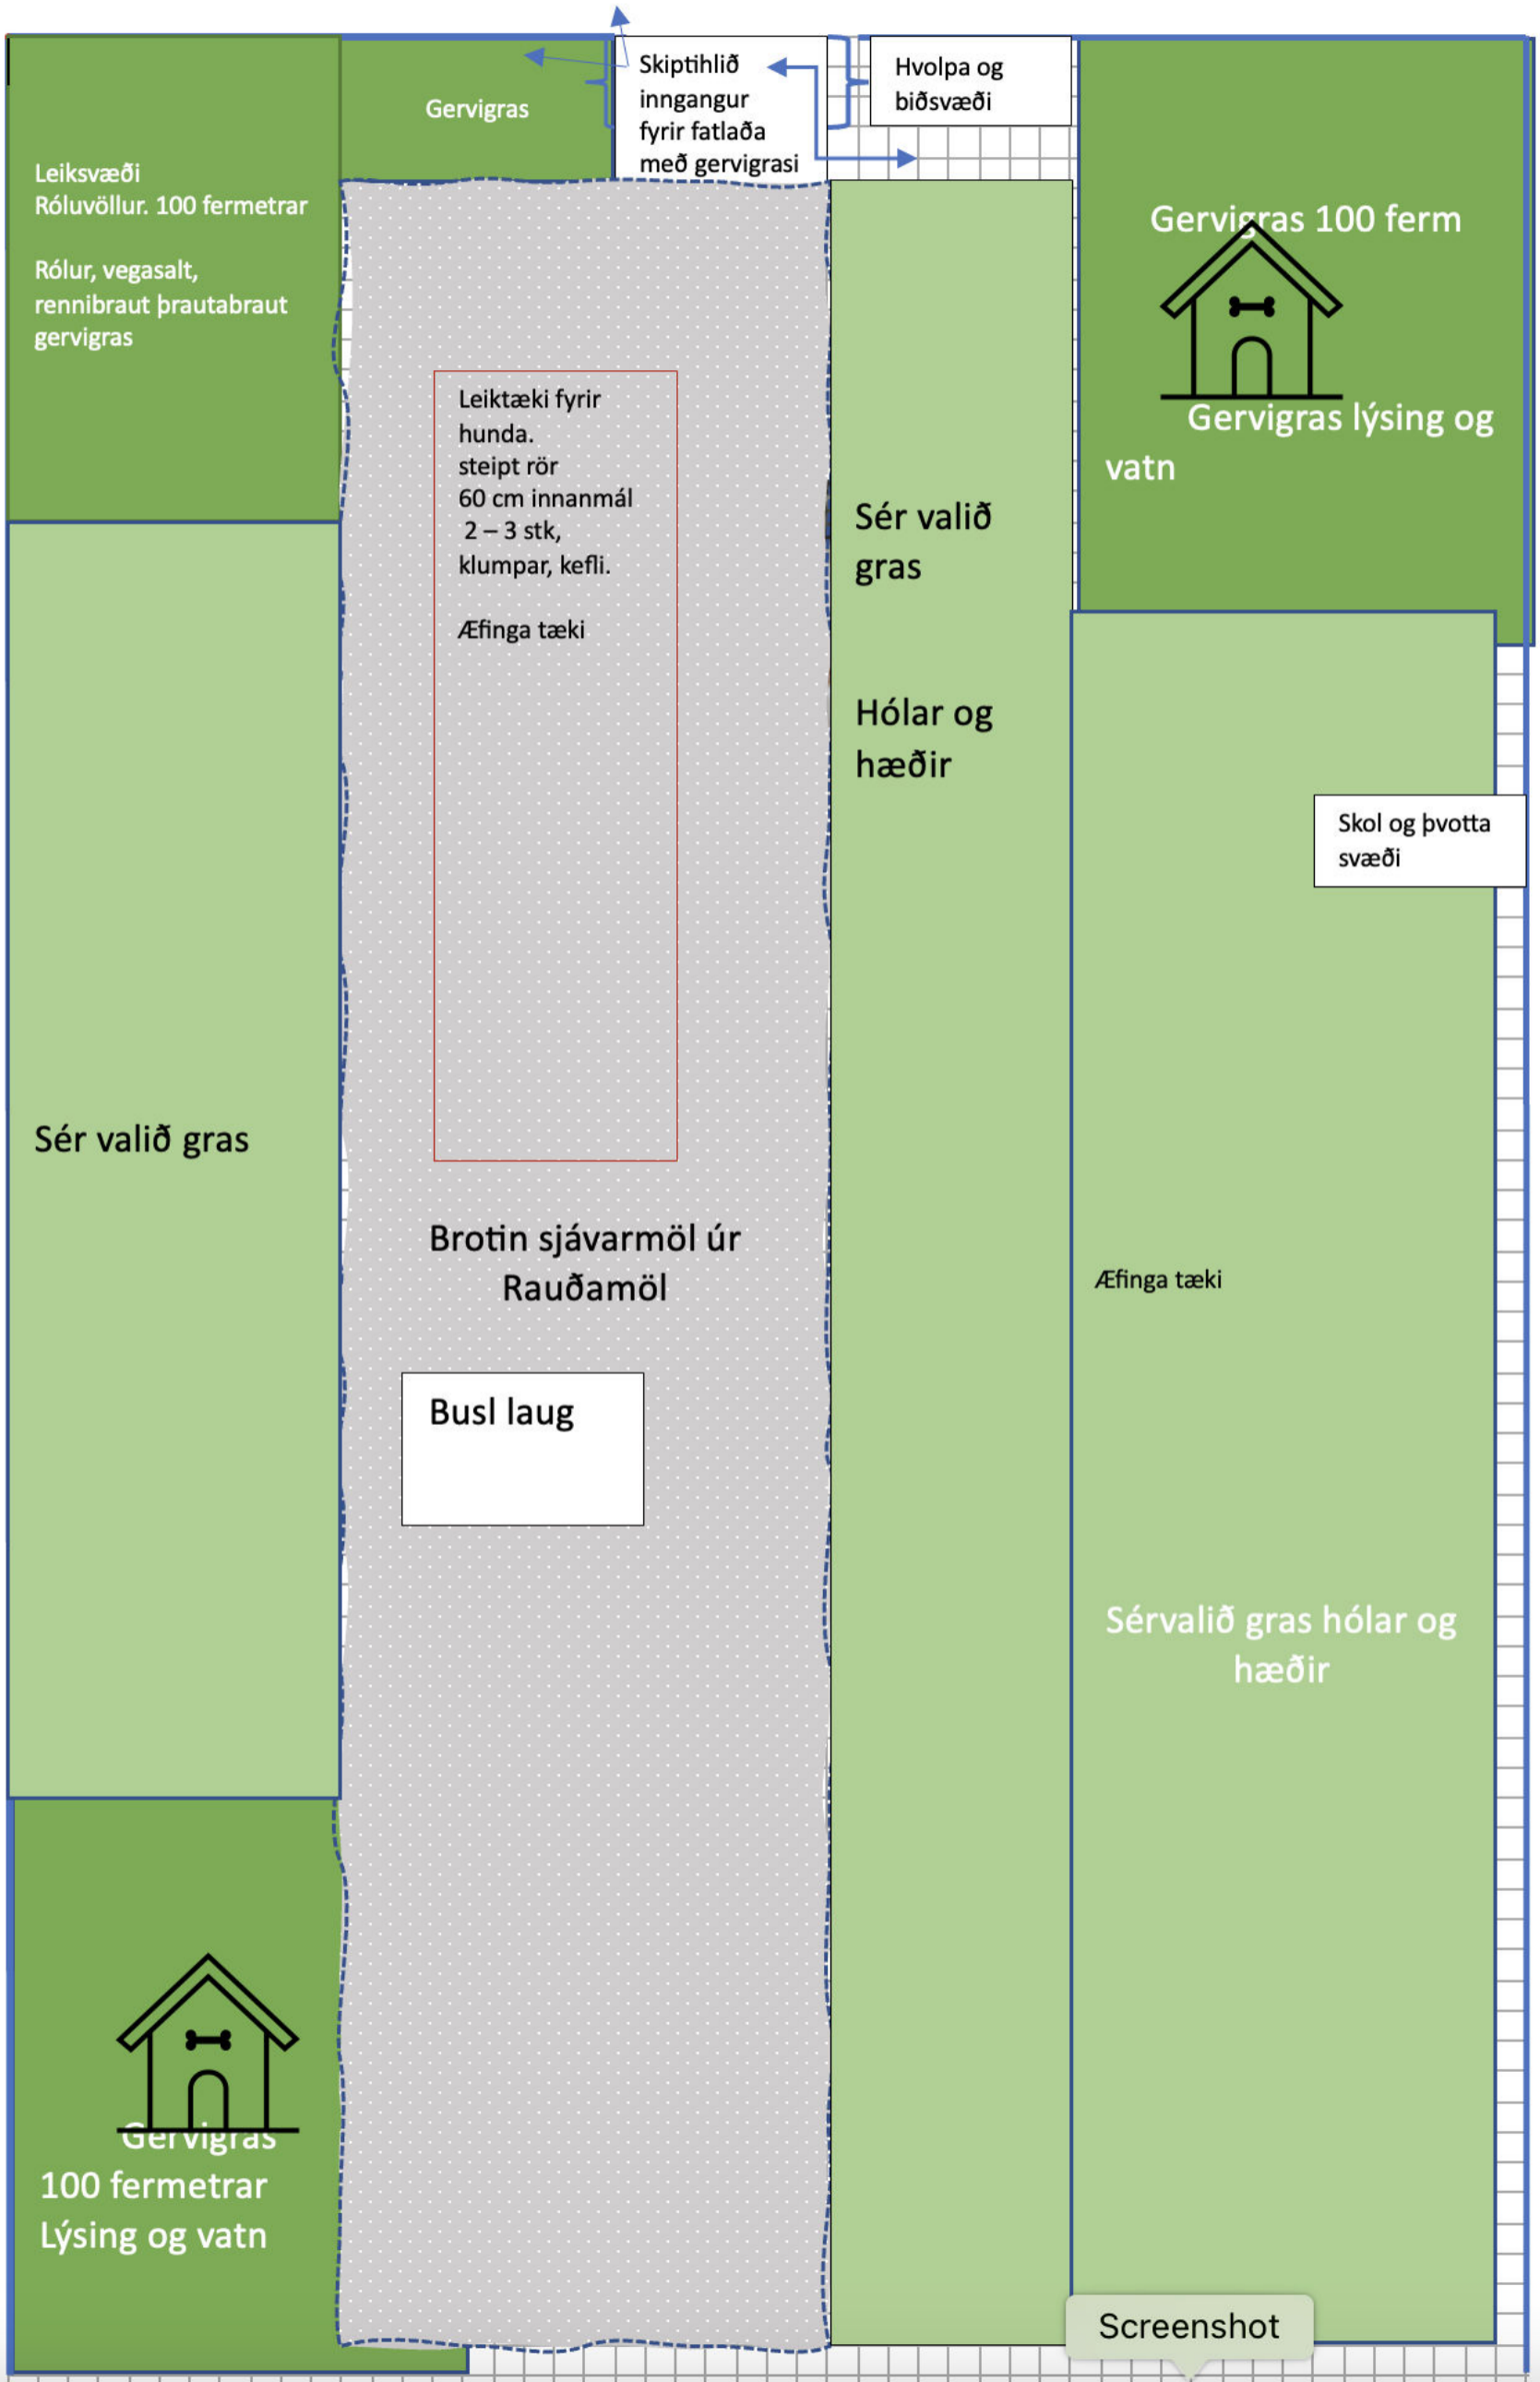 Skiptihlið
inngangur
fyrir fatlaða
með gervigrasi
Hvolpa og
biðsvæði
Gervigras
Leiksvæði
Róluvöllur. 100 fermetrar
Rólur, vegasalt,
rennibraut þrautabraut
gervigras
Gervigras 100 ferm
Gervigras lýsing og
vatn
Leiktæki fyrir
hunda.
steipt rör
60 cm innanmál
2 – 3 stk,
klumpar, kefli.
Æfinga tæki
Sér valið
gras
Hólar og
hæðir
Skol og þvotta
svæði
Sér valið gras
Brotin sjávarmöl úr
Rauðamöl
Æfinga tæki
Busl laug
Sérvalið gras hólar og
hæðir
Gervigras
100 fermetrar
Lýsing og vatn
Screenshot